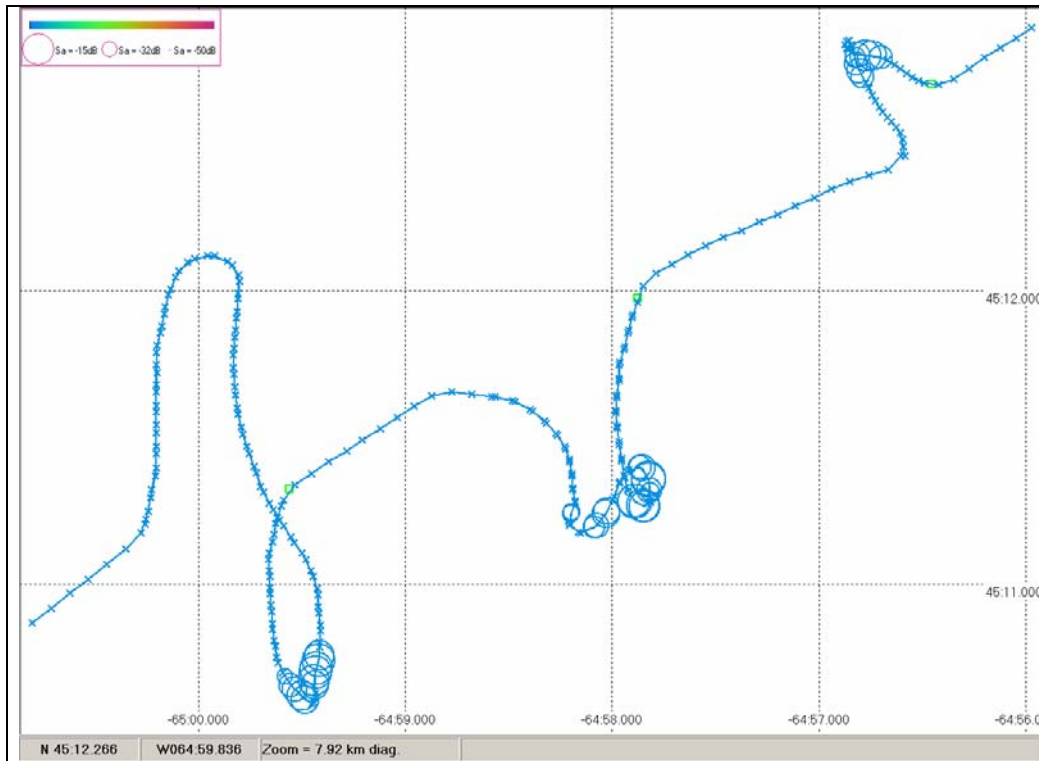 Sa = -15dB Sa = -32dB - Sa = -50dB
45:12.000
45:11.000
-65:00.000 -64:59.000 -64:58.000 -64:57.000 -64:56.0
N 45:12.266 W064:59.836 Zoom = 7.92 km diag.